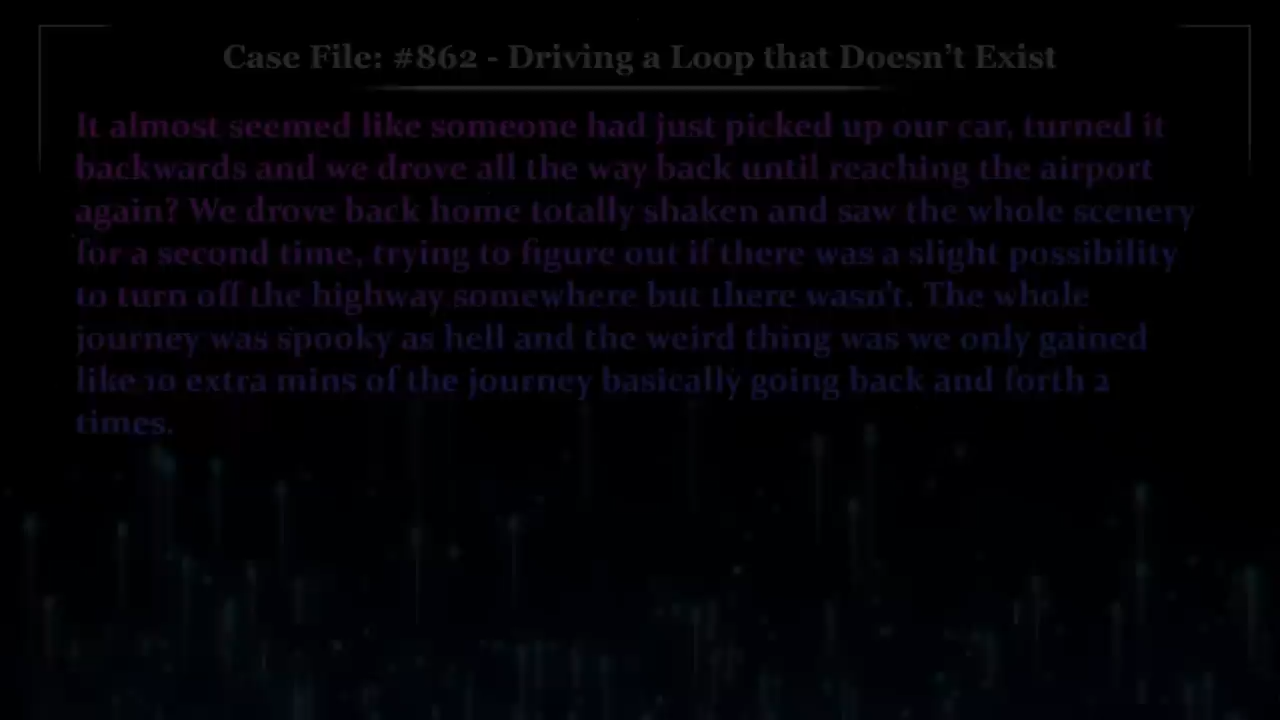 Case File: #862 - Driving a Loop that Doesn't Exist
It almost seemed like someone had just picked up our car, turned it
backwards and we drove all the way back until reaching the airport
again? We drove back home totally shaken and saw the whole scenery
for a second time, trying to figure out if there was a slight possibility
to turn off the highway somewhere but there wasn't. The whole
journey was spooky as hell and the weird thing was we only gained
like 10 extra mins of the journey basically going back and forth 2
times.